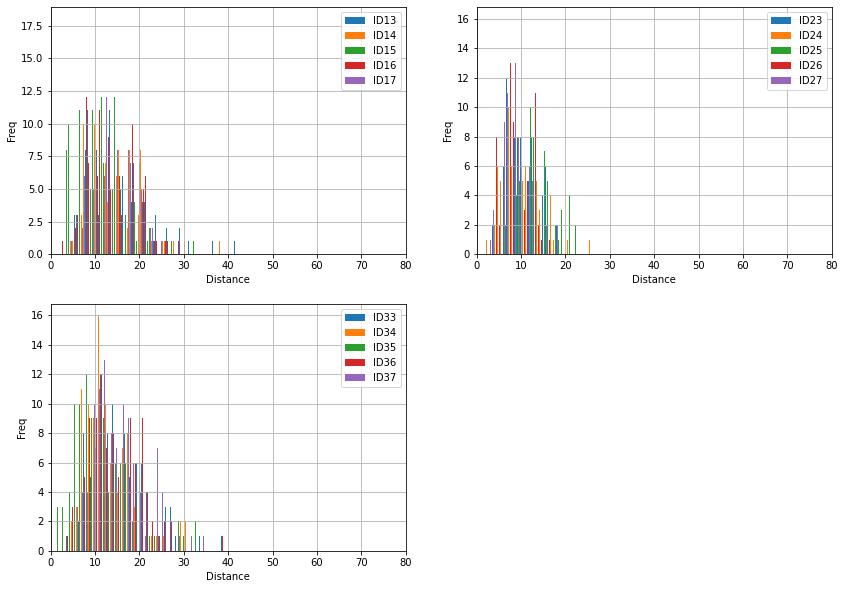 17.5
15.0
12.5
10.0
7.5
5.0
2.5
0.0
Freq
0 10 20 30 40 50 60 70 80
Distance
ID13
ID14
ID15
ID16
ID17
16
14
12
10
8
6
4
2
0
Freq
0 10 20 30 40 50 60 70 80
Distance
ID23
ID24
ID25
ID26
ID27
16
14
12
10
8
6
4
2
0
Freq
0 10 20 30 40 50 60 70 80
Distance
ID33
ID34
ID35
ID36
ID37